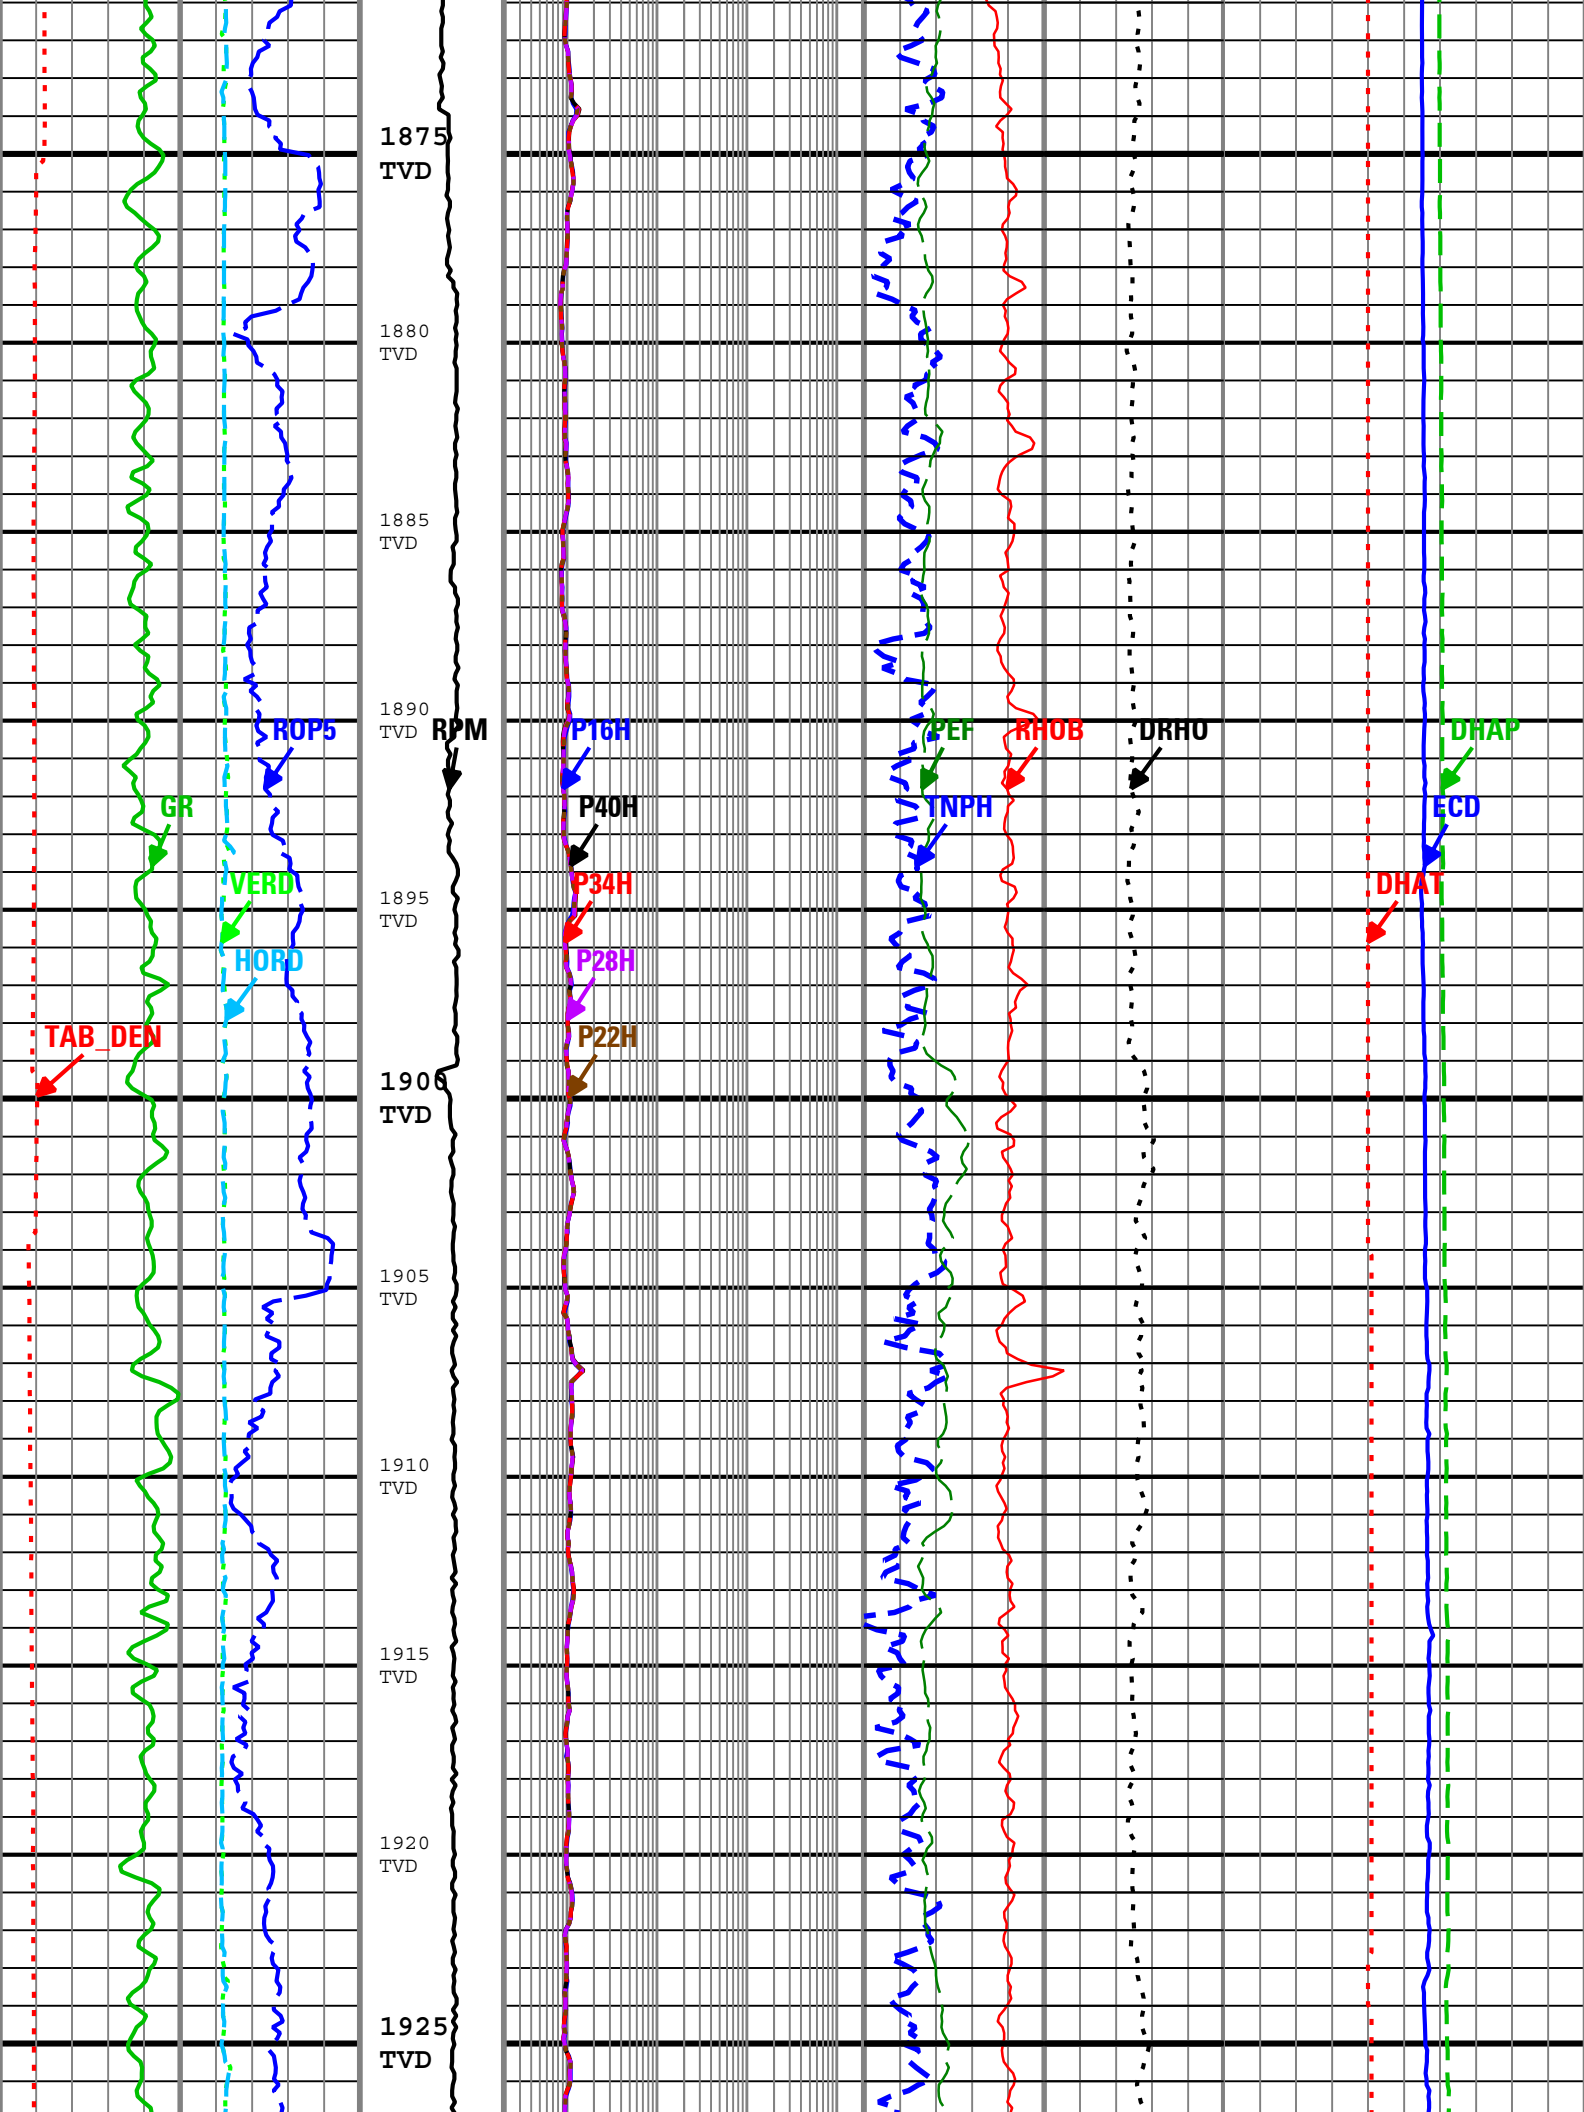 1875
TVD
1880
TVD
1885
TVD
1890
TVD
ROP5
RPM
P16H
PEF
RHOB
DRHO
DHAP
GR
P40H
TNPH
ECD
VERD
P34H
DHAT
1895
TVD
HORD
P28H
TAB_DEN
P22H
1900
TVD
1905
TVD
1910
TVD
1915
TVD
1920
TVD
1925
TVD